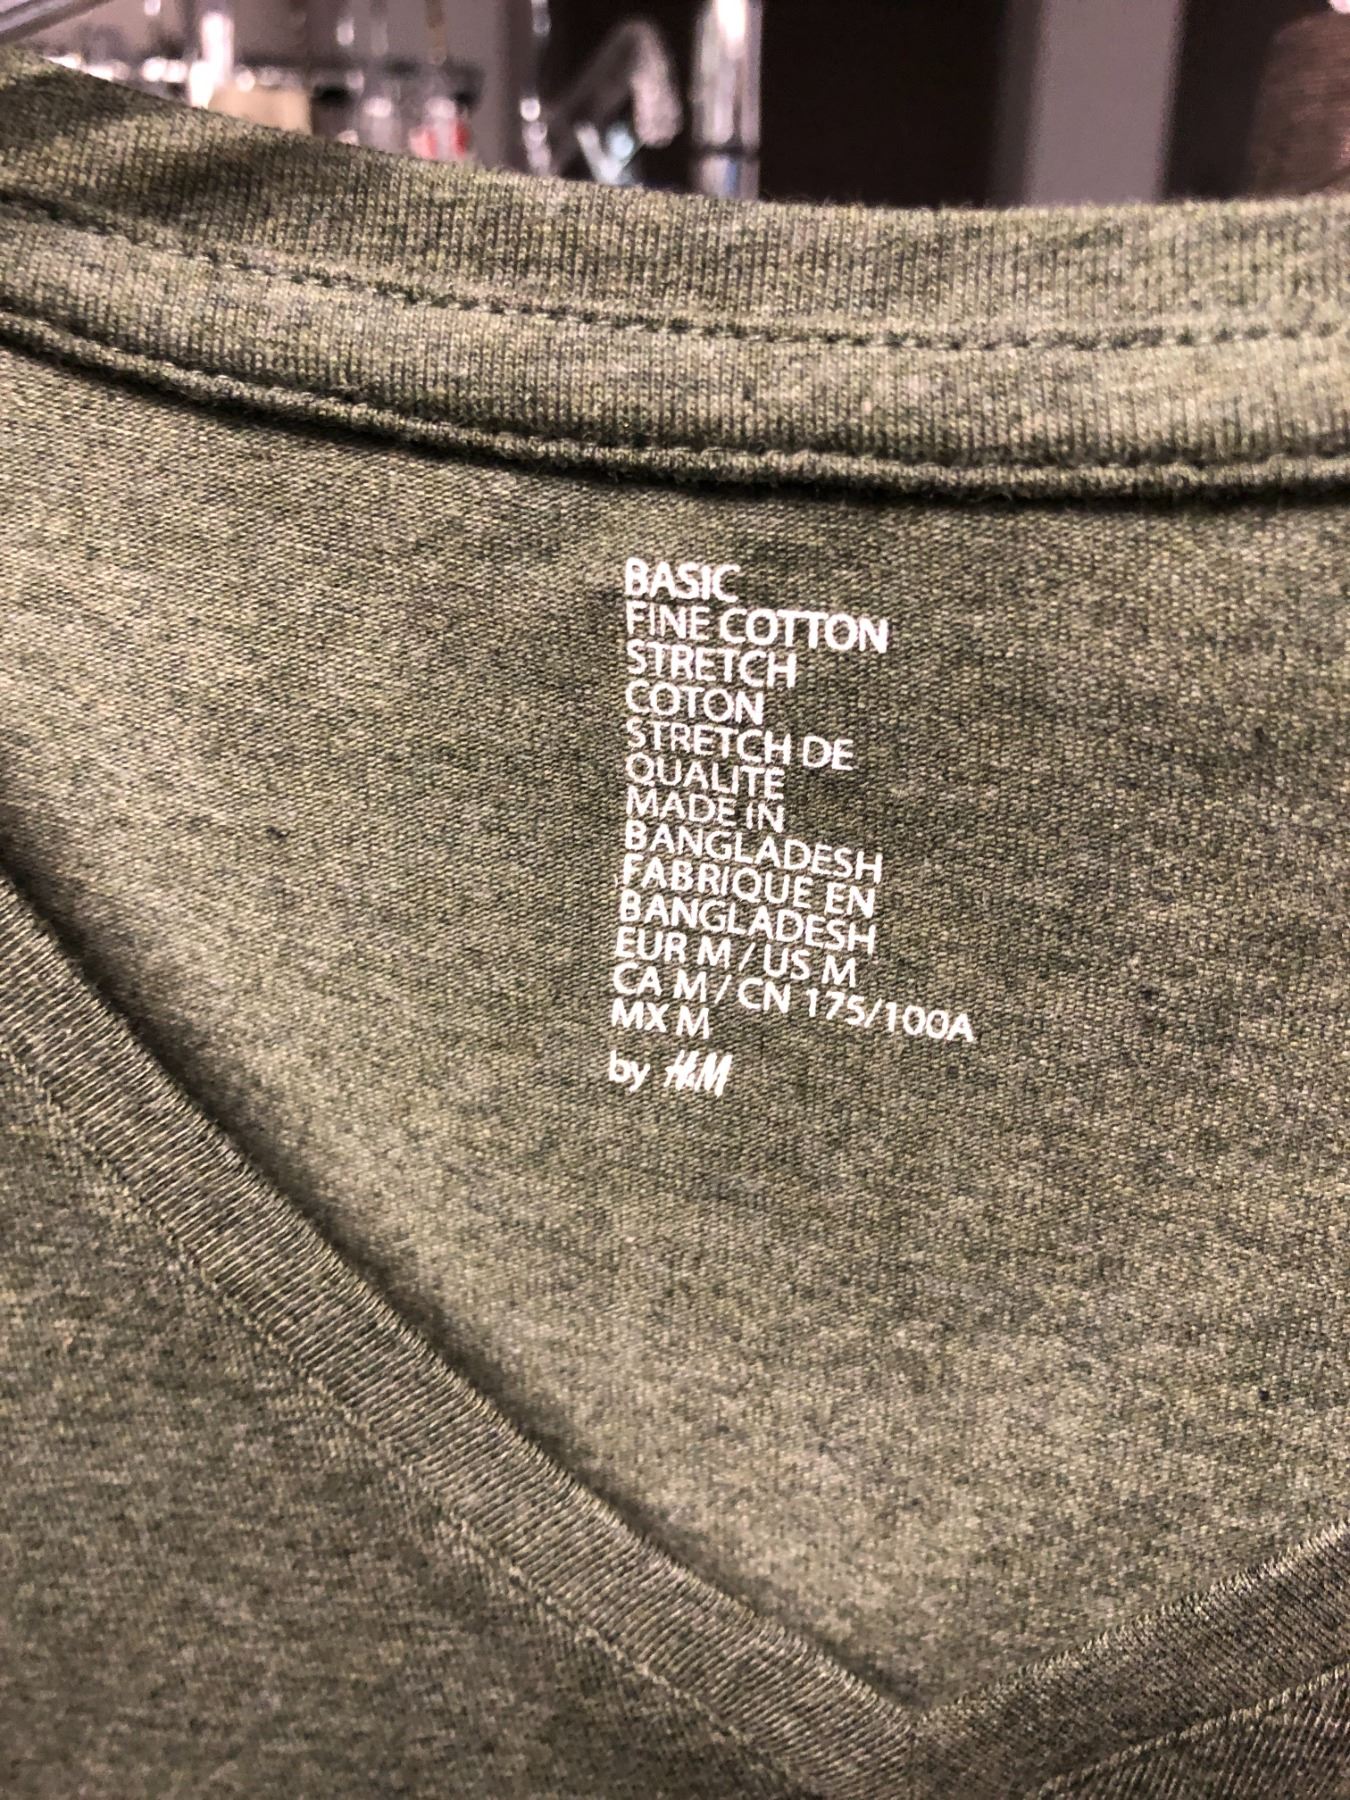 BASIC
FINE COTTON
STRETCH
COTON
STRETCH DE
QUALITE
MADE IN
BANGLADESH
FABRIQUE EN
BANGLADESH
EUR M / US M
CA M / CN 175/100A
MX M
by H&M